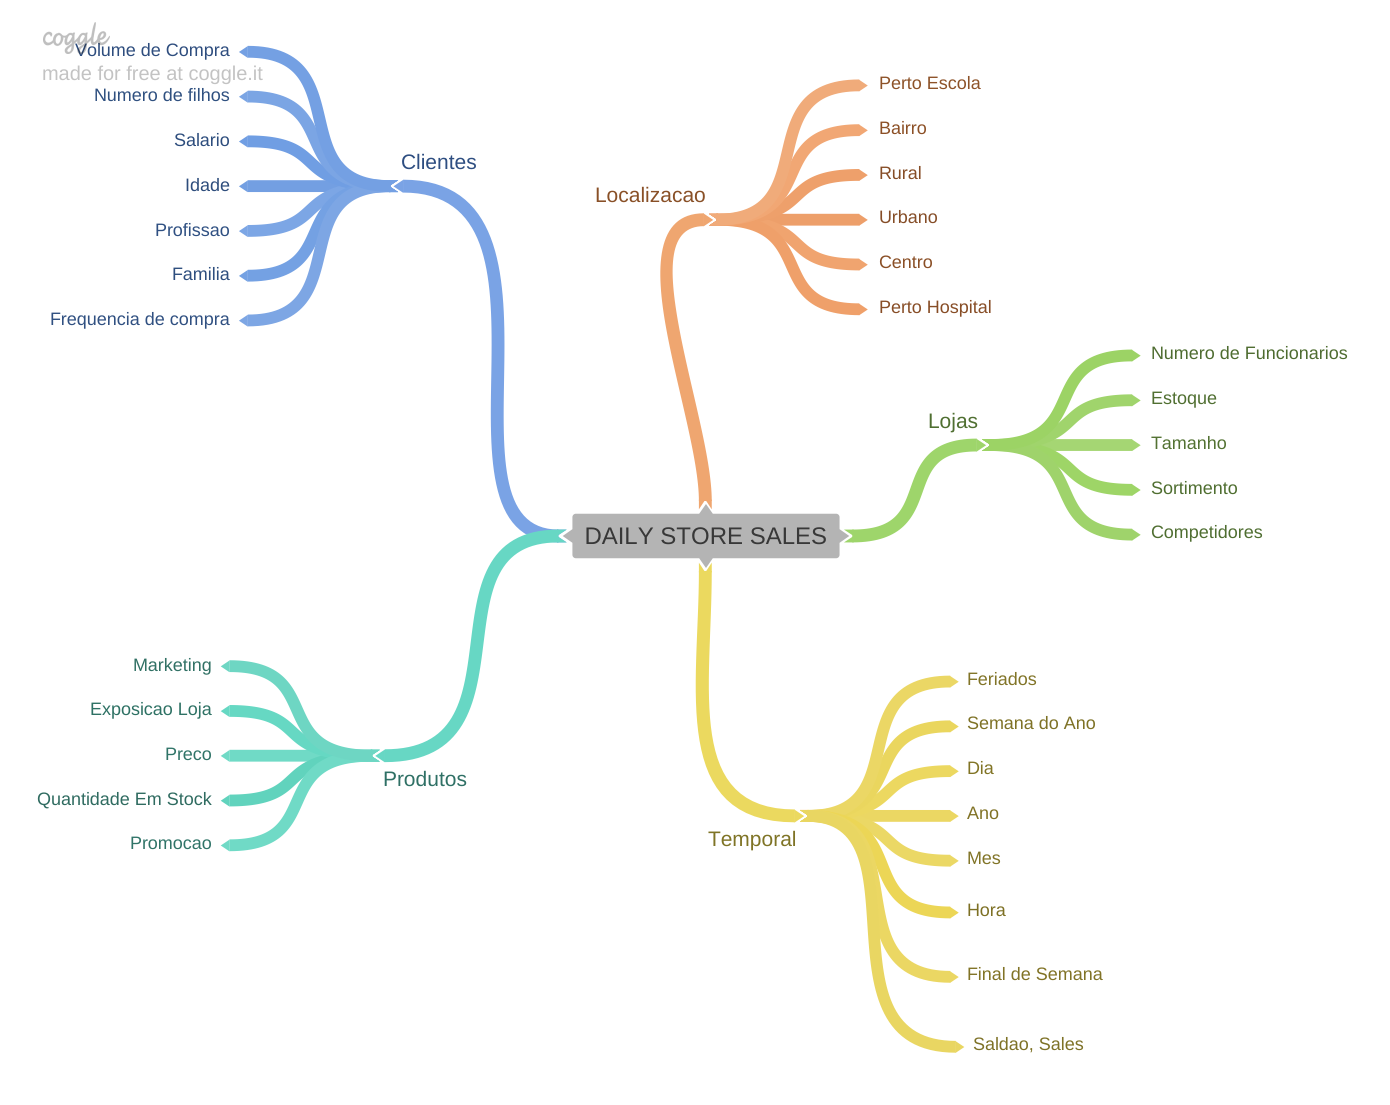 coggle
made for free at coggle.it
Volume de Compra
Numero de filhos
Salario
Idade
Profissao
Familia
Frequencia de compra
Clientes
Localizacao
Perto Escola
Bairro
Rural
Urbano
Centro
Perto Hospital
Lojas
Numero de Funcionarios
Estoque
Tamanho
Sortimento
Competidores
DAILY STORE SALES
Marketing
Exposicao Loja
Preco
Quantidade Em Stock
Promocao
Produtos
Temporal
Feriados
Semana do Ano
Dia
Ano
Mes
Hora
Final de Semana
Saldao, Sales